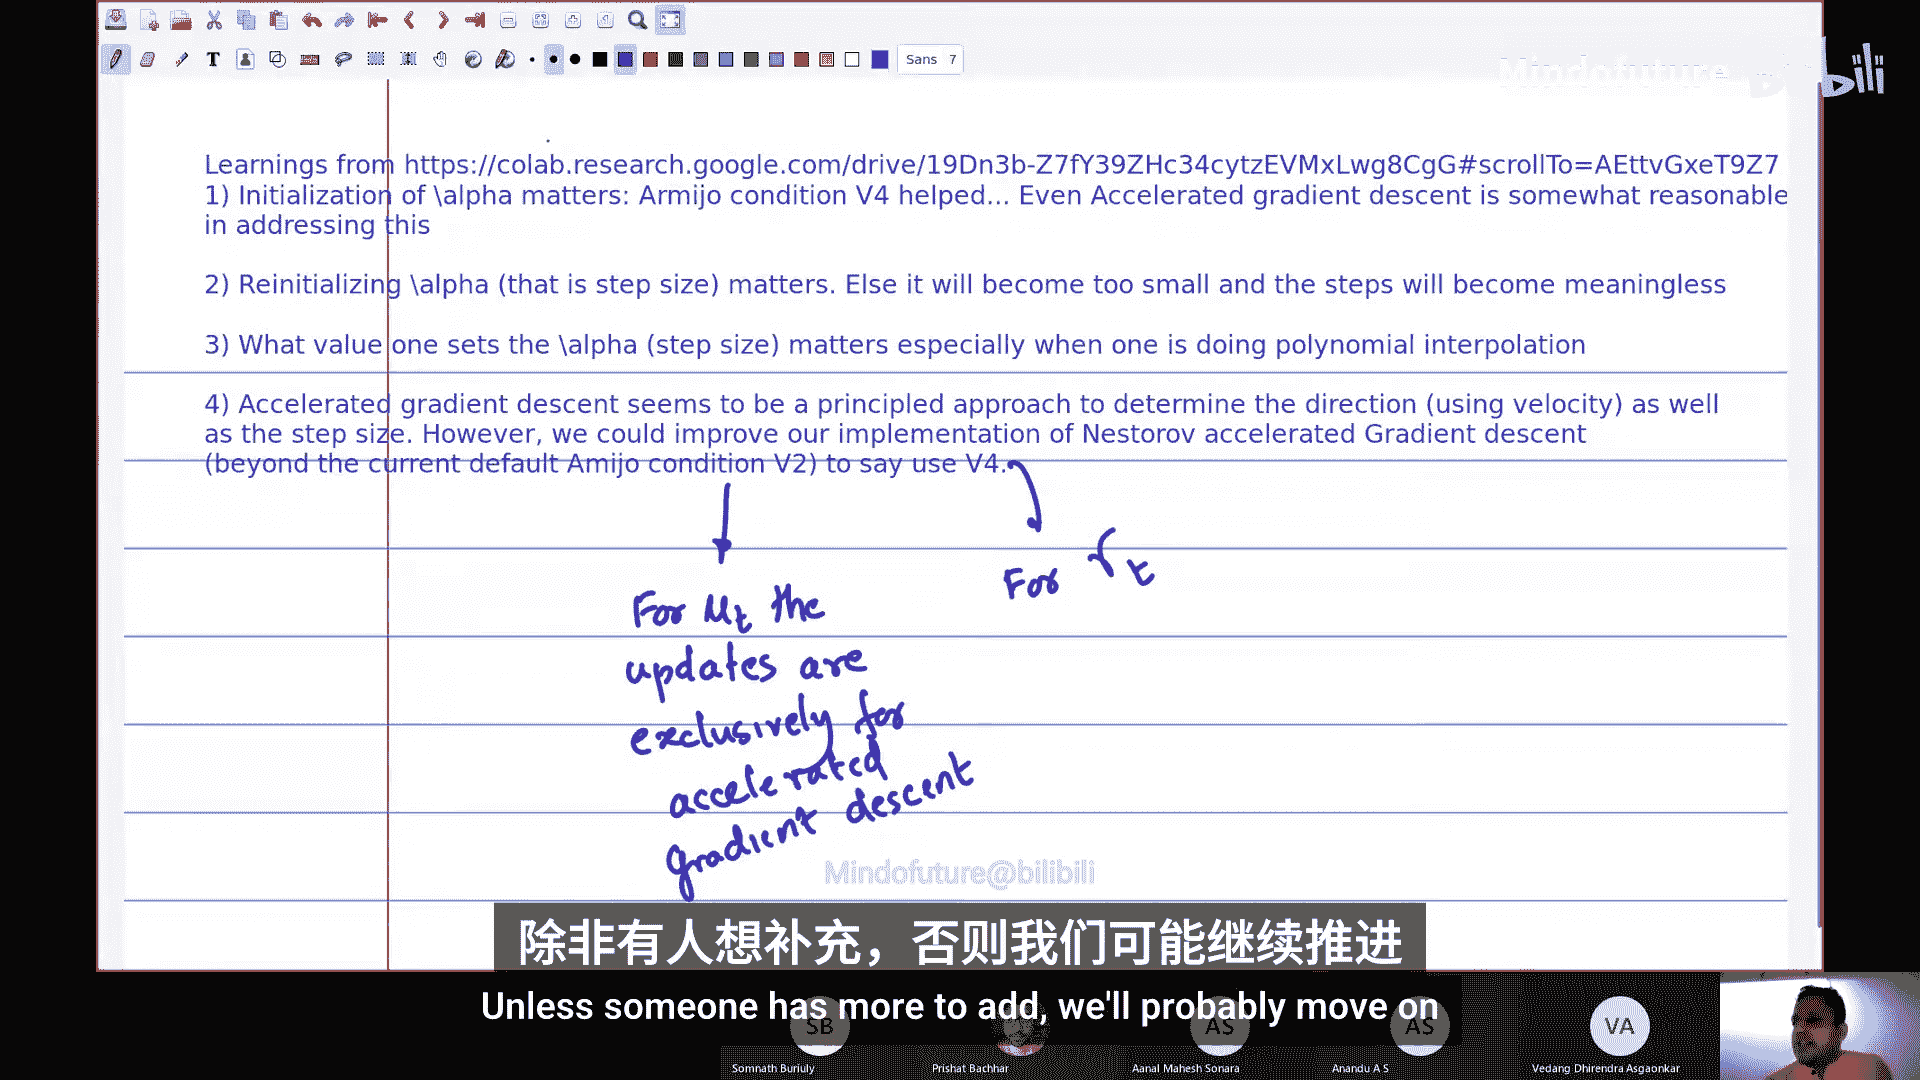 T
Sans 7
Mindofuture bilibili
Learnings from https://colab.research.google.com/drive/19Dn3b-Z7fY39ZHc34cytzEVMxLwg8CgG#scrollTo=AEttvGxeT9Z7
1) Initialization of \alpha matters: Armijo condition V4 helped... Even Accelerated gradient descent is somewhat reasonable
in addressing this
2) Reinitializing \alpha (that is step size) matters. Else it will become too small and the steps will become meaningless
3) What value one sets the \alpha (step size) matters especially when one is doing polynomial interpolation
4) Accelerated gradient descent seems to be a principled approach to determine the direction (using velocity) as well
as the step size. However, we could improve our implementation of Nestorov accelerated Gradient descent
(beyond the current default Amijo condition V2) to say use V4.
For γt
For μt the
updates are
exclusively for
accelerated
gradient descent
Mindofuture@bilibili
除非有人想补充，否则我们可能继续推进
Unless someone has more to add, we'll probably move on
SB
AS
AS
VA
Somnath Buriuly
Prishat Bachhar
Aanal Mahesh Sonara
Anandu A S
Vedang Dhirendra Asgaonkar